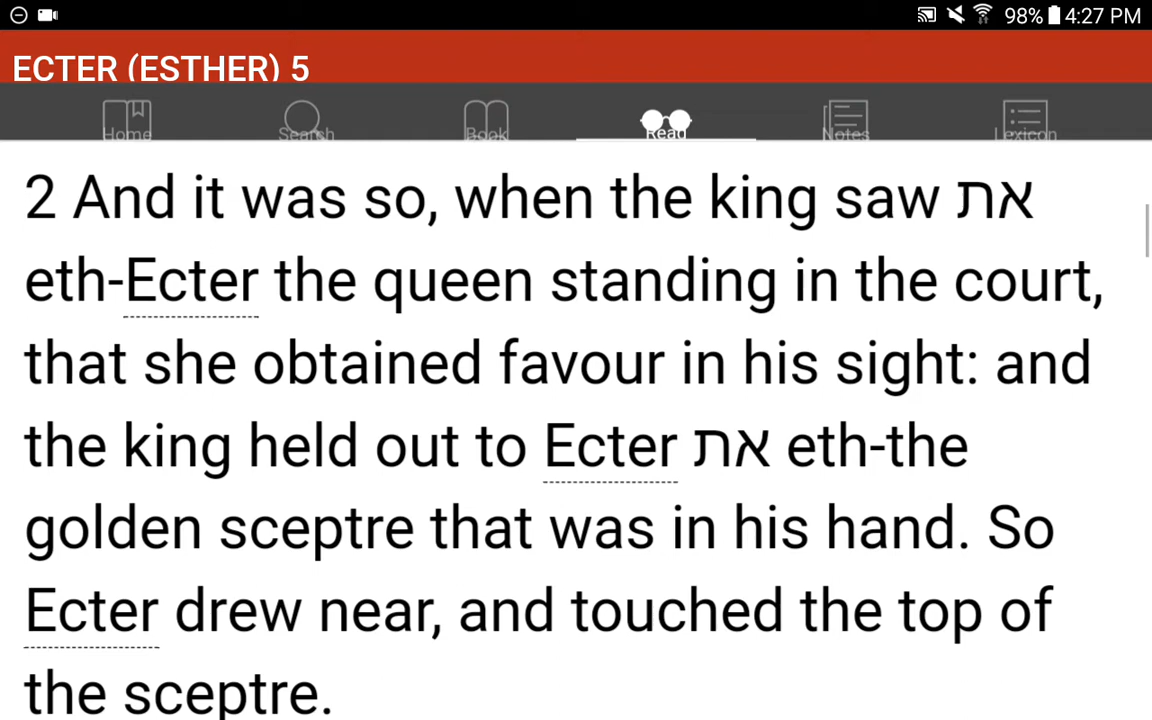 98% 4:27 PM
ECTER (ESTHER) 5
Home Search Book Read Notes Lexicon
2 And it was so, when the king saw את
eth-Ecter the queen standing in the court,
that she obtained favour in his sight: and
the king held out to Ecter את eth-the
golden sceptre that was in his hand. So
Ecter drew near, and touched the top of
the sceptre.